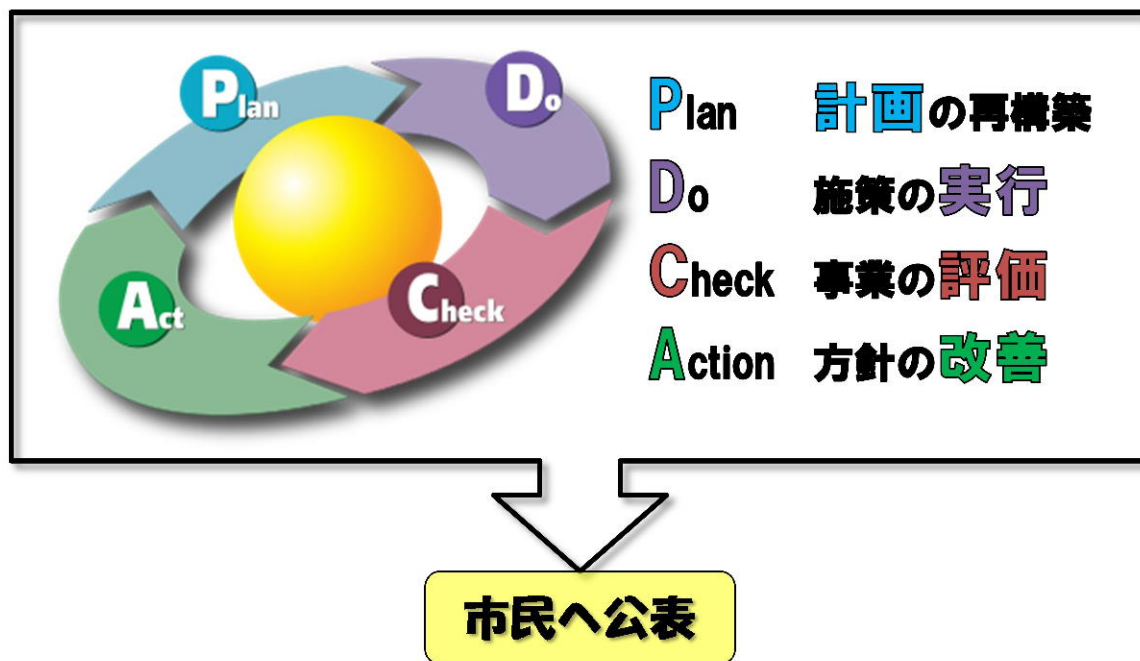 Plan
Do
Act
Check
Plan 計画の再構築
Do 施策の実行
Check 事業の評価
Action 方針の改善
市民へ公表